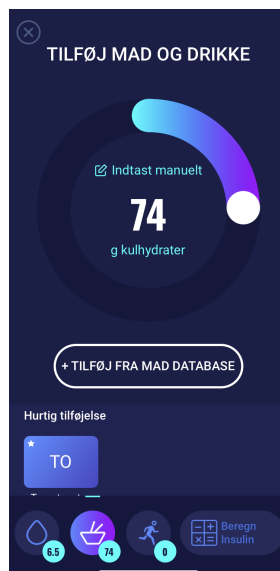 TILFØJ MAD OG DRIKKE
Indtast manuelt
74
g kulhydrater
+ TILFØJ FRA MAD DATABASE
Hurtig tilføjelse
TO
6.5
74
0
Beregn
Insulin